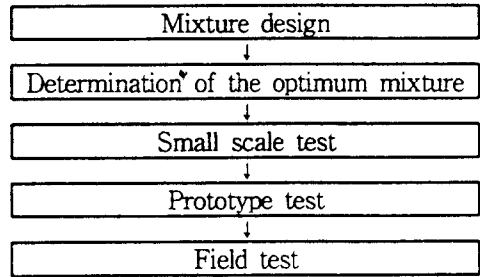 Mixture design
Determination of the optimum mixture
Small scale test
Prototype test
Field test